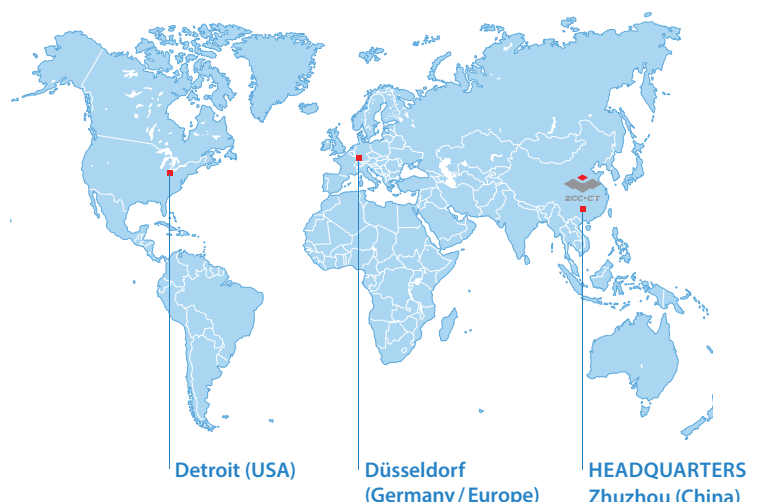 ZCC·CT
Detroit (USA)
Düsseldorf
(Germany / Europe)
HEADQUARTERS
Zhuzhou (China)